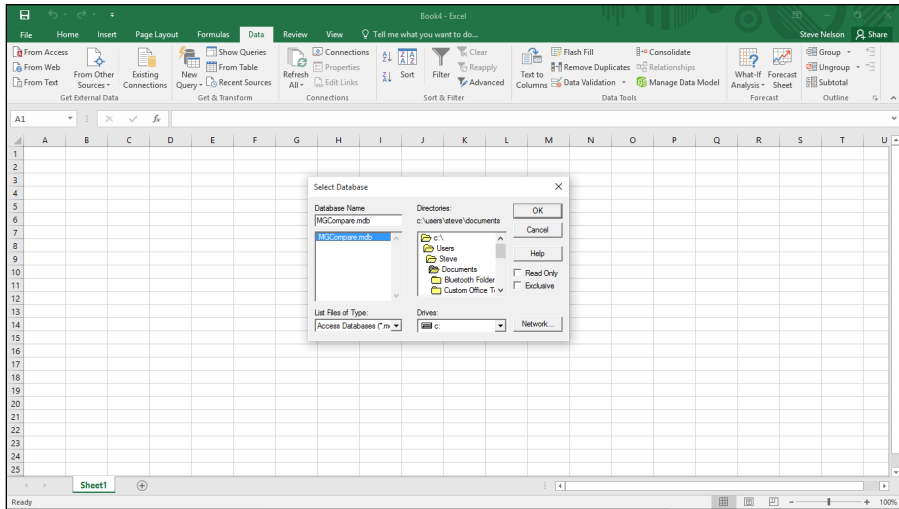 Book4 - Excel
File Home Insert Page Layout Formulas Data Review View Tell me what you want to do... Steve Nelson Share
From Access
From Web
From Text
From Other Sources
Existing Connections
Get External Data
New Query
Show Queries
From Table
Recent Sources
Get & Transform
Refresh All
Connections
Properties
Edit Links
Connections
Sort
Filter
Clear
Reapply
Advanced
Sort & Filter
Text to Columns
Flash Fill
Remove Duplicates
Data Validation
Consolidate
Relationships
Manage Data Model
Data Tools
What-If Analysis
Forecast Sheet
Forecast
Group
Ungroup
Subtotal
Outline
A1 fx
A B C D E F G H I J K L M N O P Q R S T U
1
2
3
4
5
6
7
8
9
10
11
12
13
14
15
16
17
18
19
20
21
22
23
24
25
Select Database
Database Name
MGCompare.mdb
MGCompare.mdb
List Files of Type:
Access Databases (*.m
Directories:
c:\users\steve\documents
c:\
Users
Steve
Documents
Bluetooth Folder
Custom Office T
Drives:
c:
OK
Cancel
Help
Read Only
Exclusive
Network...
Sheet1
Ready 100%